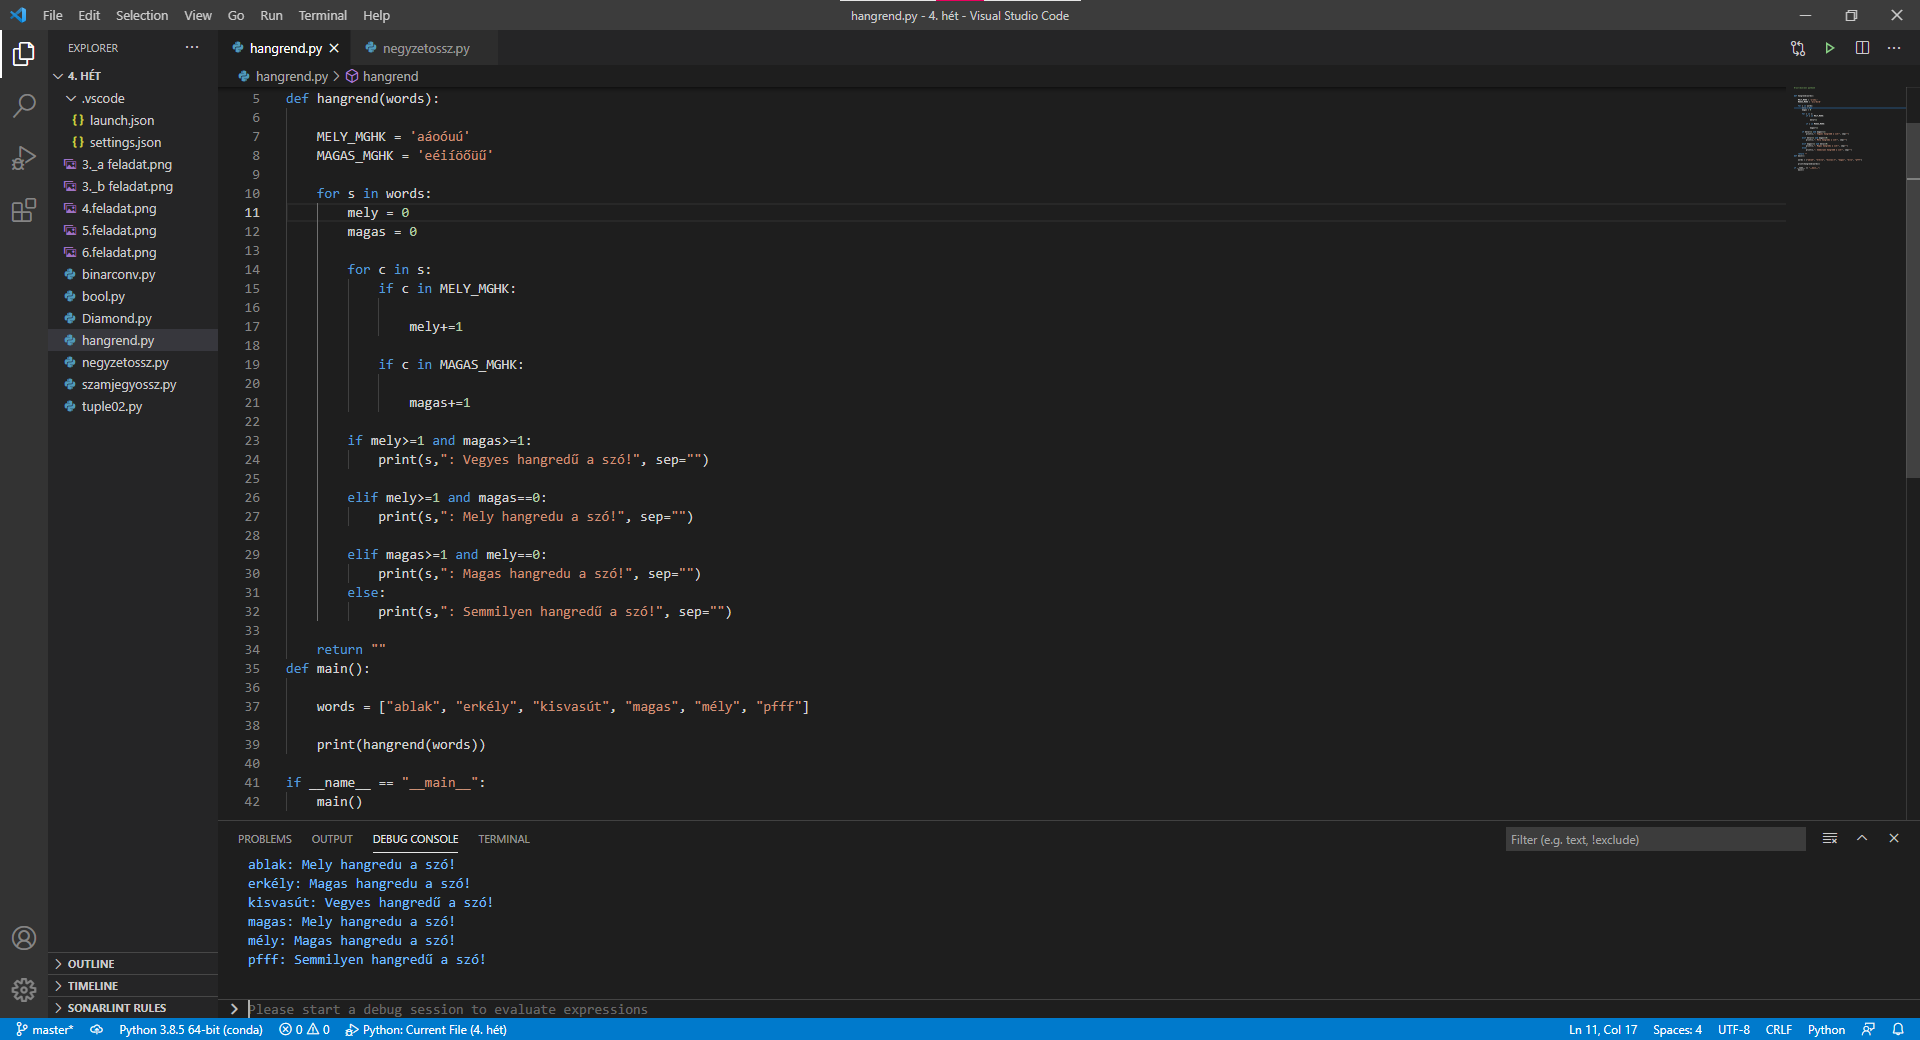 File Edit Selection View Go Run Terminal Help
hangrend.py - 4. hét - Visual Studio Code
EXPLORER
4. HÉT
.vscode
{} launch.json
{} settings.json
3._a feladat.png
3._b feladat.png
4.feladat.png
5.feladat.png
6.feladat.png
binarconv.py
bool.py
Diamond.py
hangrend.py
negyzetossz.py
szamjegyossz.py
tuple02.py
OUTLINE
TIMELINE
SONARLINT RULES
hangrend.py negyzetossz.py
hangrend.py > hangrend
5 def hangrend(words):
6
7 MELY_MGHK = 'aáoóuú'
8 MAGAS_MGHK = 'eéiíöőüű'
9
10 for s in words:
11 mely = 0
12 magas = 0
13
14 for c in s:
15 if c in MELY_MGHK:
16
17 mely+=1
18
19 if c in MAGAS_MGHK:
20
21 magas+=1
22
23 if mely>=1 and magas>=1:
24 print(s,": Vegyes hangredű a szó!", sep="")
25
26 elif mely>=1 and magas==0:
27 print(s,": Mely hangredu a szó!", sep="")
28
29 elif magas>=1 and mely==0:
30 print(s,": Magas hangredu a szó!", sep="")
31 else:
32 print(s,": Semmilyen hangredű a szó!", sep="")
33
34 return ""
35 def main():
36
37 words = ["ablak", "erkély", "kisvasút", "magas", "mély", "pfff"]
38
39 print(hangrend(words))
40
41 if __name__ == "__main__":
42 main()
PROBLEMS OUTPUT DEBUG CONSOLE TERMINAL
Filter (e.g. text, !exclude)
ablak: Mely hangredu a szó!
erkély: Magas hangredu a szó!
kisvasút: Vegyes hangredű a szó!
magas: Mely hangredu a szó!
mély: Magas hangredu a szó!
pfff: Semmilyen hangredű a szó!
Please start a debug session to evaluate expressions
master* Python 3.8.5 64-bit (conda) 0 0 Python: Current File (4. hét)
Ln 11, Col 17 Spaces: 4 UTF-8 CRLF Python